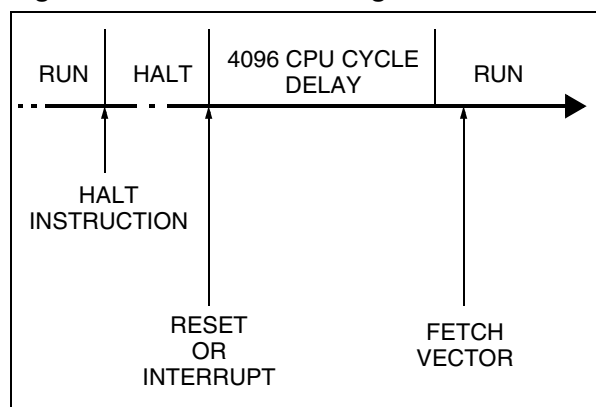 RUN
HALT
4096 CPU CYCLE
DELAY
RUN
HALT
INSTRUCTION
RESET
OR
INTERRUPT
FETCH
VECTOR